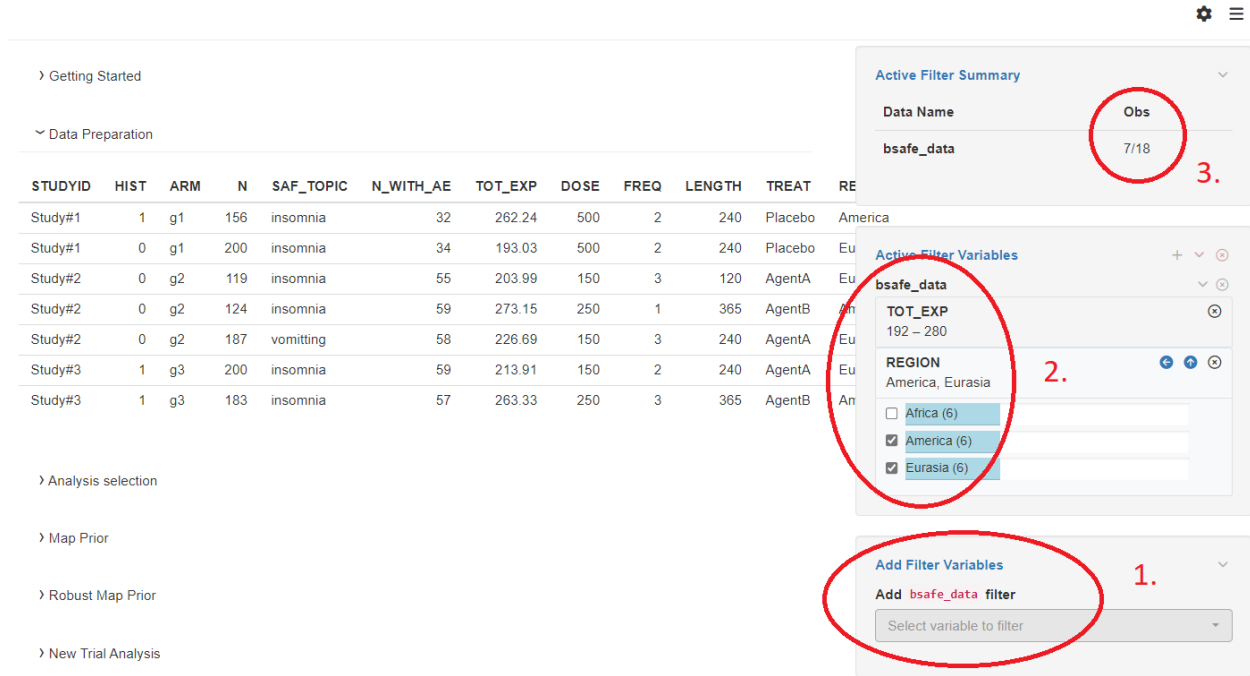 Getting Started
Data Preparation
STUDYID HIST ARM N SAF_TOPIC N_WITH_AE TOT_EXP DOSE FREQ LENGTH TREAT RE
Study#1 1 g1 156 insomnia 32 262.24 500 2 240 Placebo America
Study#1 0 g1 200 insomnia 34 193.03 500 2 240 Placebo Eu
Study#2 0 g2 119 insomnia 55 203.99 150 3 120 AgentA Eu
Study#2 0 g2 124 insomnia 59 273.15 250 1 365 AgentB Am
Study#2 0 g2 187 vomitting 58 226.69 150 3 240 AgentA Eu
Study#3 1 g3 200 insomnia 59 213.91 150 2 240 AgentA Eu
Study#3 1 g3 183 insomnia 57 263.33 250 3 365 AgentB Am
Analysis selection
Map Prior
Robust Map Prior
New Trial Analysis
Active Filter Summary
Data Name Obs
bsafe_data 7/18
3.
Active Filter Variables
bsafe_data
TOT_EXP
192 – 280
REGION
America, Eurasia
2.
Africa (6)
America (6)
Eurasia (6)
Add Filter Variables
1.
Add bsafe_data filter
Select variable to filter